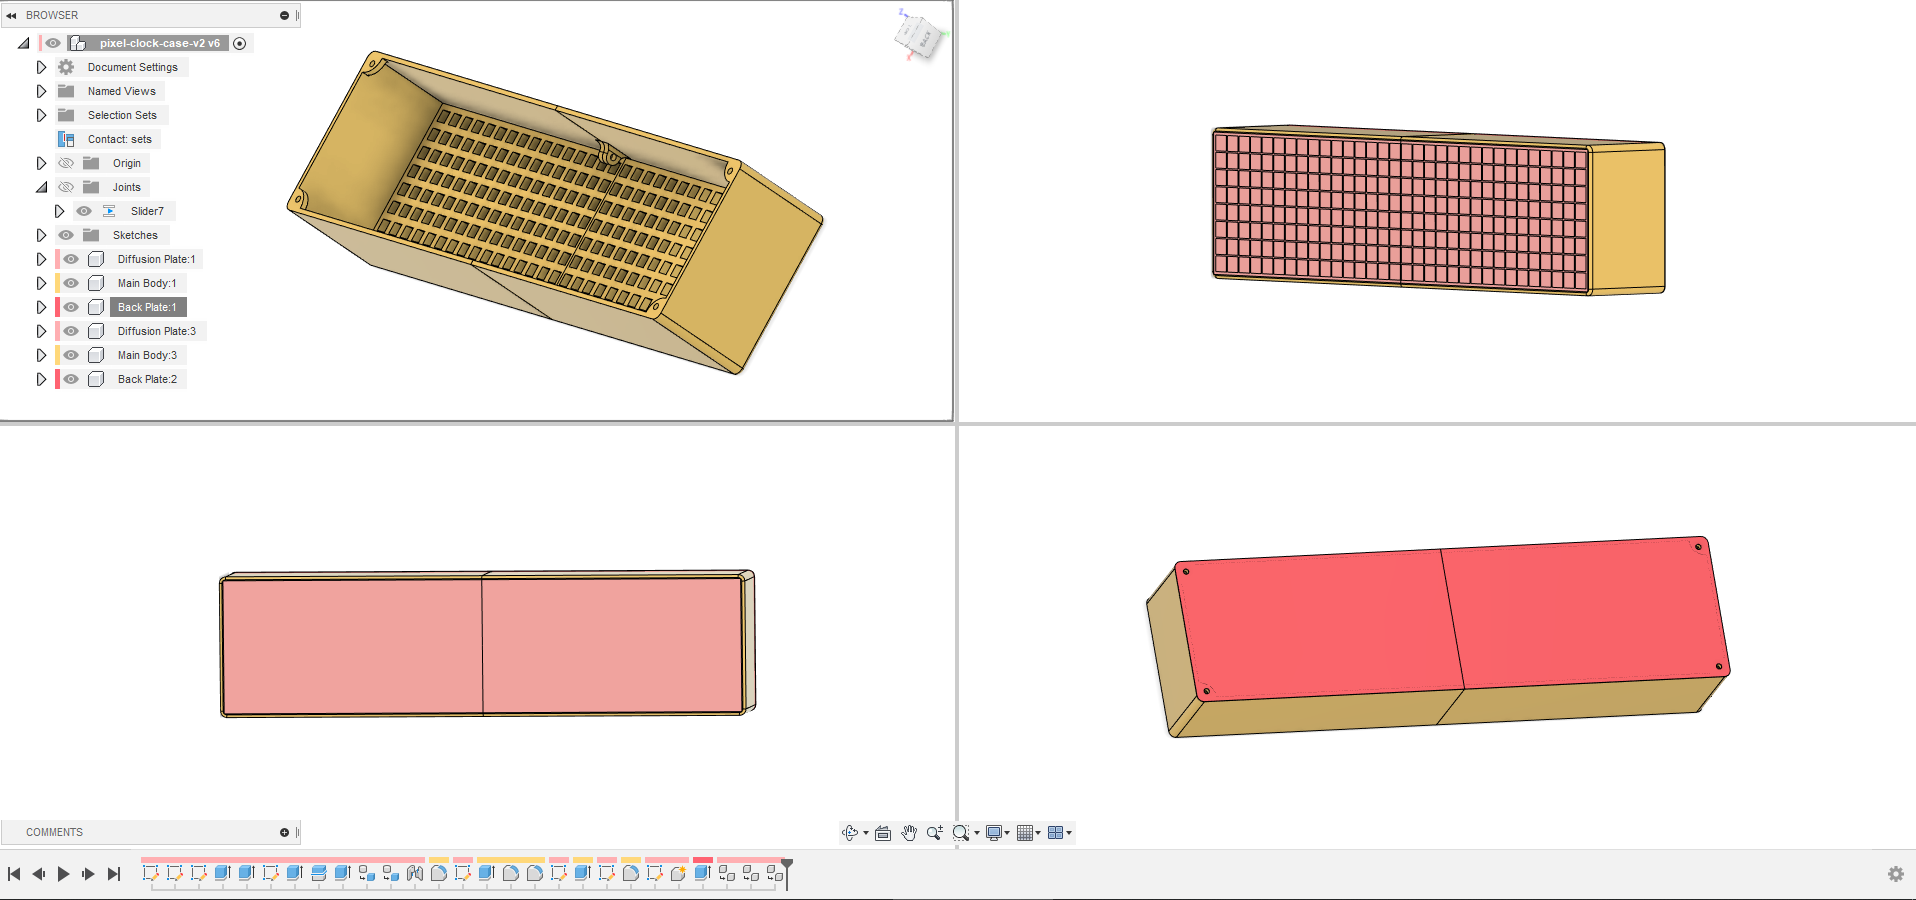 BROWSER
pixel-clock-case-v2 v6
Document Settings
Named Views
Selection Sets
Contact: sets
Origin
Joints
Slider7
Sketches
Diffusion Plate:1
Main Body:1
Back Plate:1
Diffusion Plate:3
Main Body:3
Back Plate:2
Z
BACK
X
COMMENTS